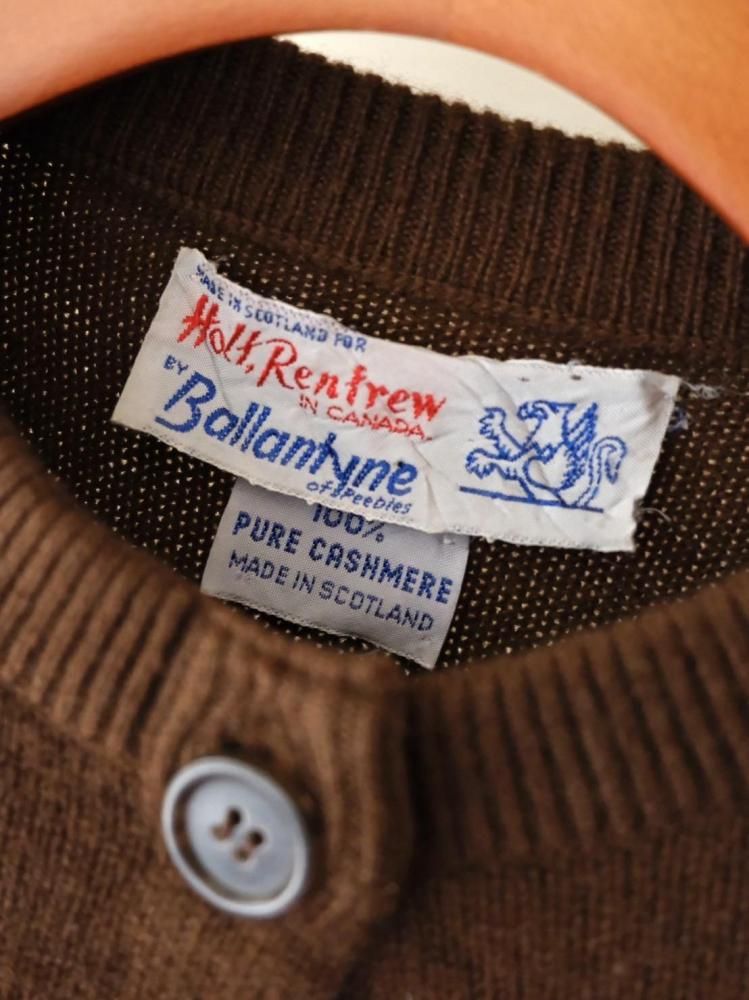 MADE IN SCOTLAND FOR
Holt, Renfrew
IN CANADA.
BY
Ballantyne
of Peebles
100%
PURE CASHMERE
MADE IN SCOTLAND